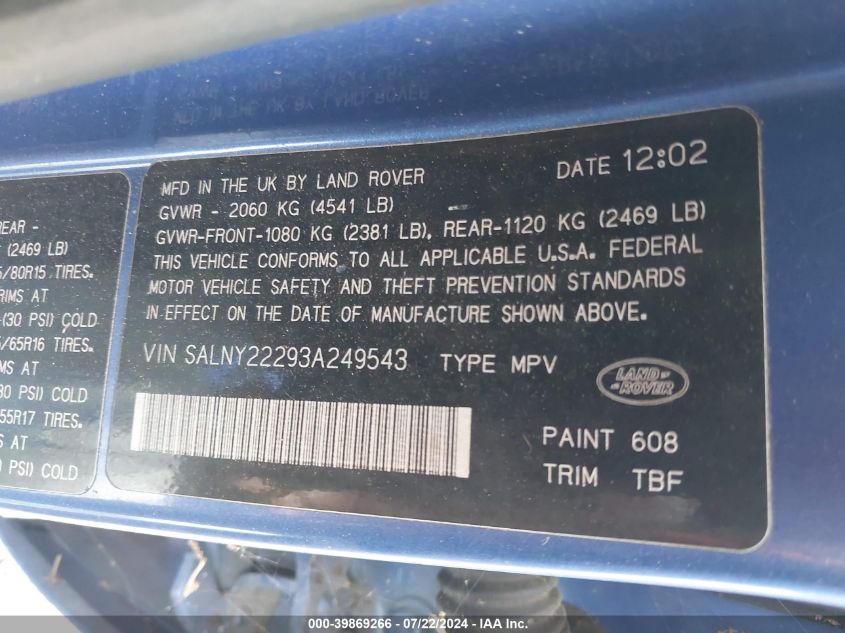 REAR -
(2469 LB)
/80R15 TIRES.
RIMS AT
(30 PSI) COLD
/65R16 TIRES.
MS AT
30 PSI) COLD
55R17 TIRES.
S AT
PSI) COLD
MFD IN THE UK BY LAND ROVER DATE 12:02
GVWR - 2060 KG (4541 LB)
GVWR-FRONT-1080 KG (2381 LB), REAR-1120 KG (2469 LB)
THIS VEHICLE CONFORMS TO ALL APPLICABLE U.S.A. FEDERAL
MOTOR VEHICLE SAFETY AND THEFT PREVENTION STANDARDS
IN EFFECT ON THE DATE OF MANUFACTURE SHOWN ABOVE.
VIN SALNY22293A249543 TYPE MPV
LAND-
-ROVER
PAINT 608
TRIM TBF
000-39869266 - 07/22/2024 - IAAI.com